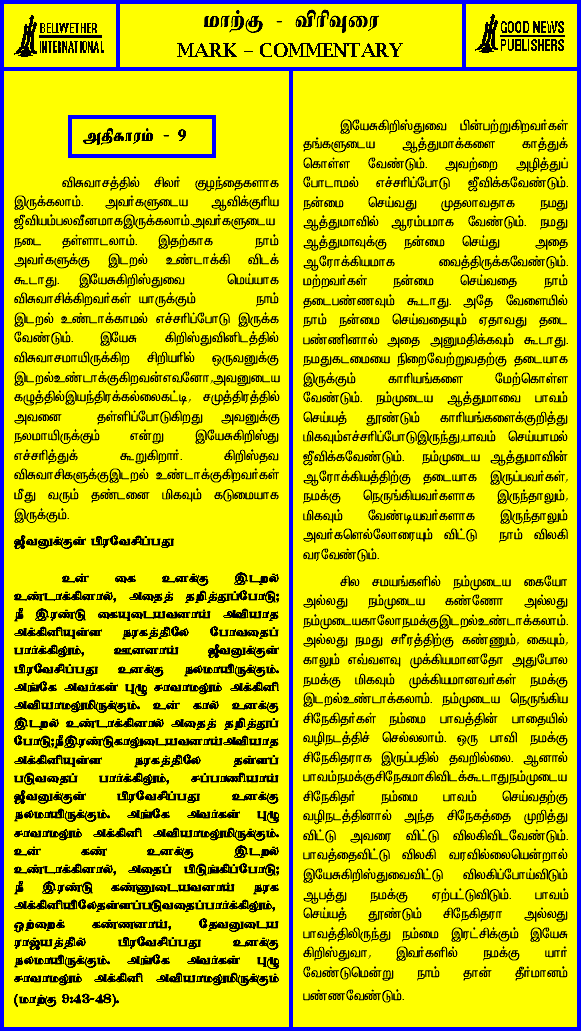 BELWETHER
INTERNATIONAL
மாற்கு - விரிவுரை
MARK – COMMENTARY
GOOD NEWS
PUBLISHERS
அதிகாரம் - 9
விசுவாசத்தில் சிலர் குழந்தைகளாக
இருக்கலாம். அவர்களுடைய ஆவிக்குரிய
ஜீவியம்பலவீனமாகஇருக்கலாம்.அவர்களுடைய
நடை தள்ளாடலாம். இதற்காக நாம்
அவர்களுக்கு இடறல் உண்டாக்கி விடக்
கூடாது. இயேசுகிறிஸ்துவை மெய்யாக
விசுவாசிக்கிறவர்கள் யாருக்கும் நாம்
இடறல் உண்டாக்காமல் எச்சரிப்போடு இருக்க
வேண்டும். இயேசு கிறிஸ்துவினிடத்தில்
விசுவாசமாயிருக்கிற சிறியரில் ஒருவனுக்கு
இடறல்உண்டாக்குகிறவன்எவனோ,அவனுடைய
கழுத்தில்இயந்திரக்கல்லைகட்டி, சமுத்திரத்தில்
அவனை தள்ளிப்போடுகிறது அவனுக்கு
நலமாயிருக்கும் என்று இயேசுகிறிஸ்து
எச்சரித்துக் கூறுகிறார். கிறிஸ்தவ
விசுவாசிகளுக்குஇடறல் உண்டாக்குகிறவர்கள்
மீது வரும் தண்டனை மிகவும் கடுமையாக
இருக்கும்.
ஜீவனுக்குள் பிரவேசிப்பது
உன் கை உனக்கு இடறல்
உண்டாக்கினால், அதைத் தறித்துப்போடு;
நீ இரண்டு கையுடையவனாய் அவியாத
அக்கினியுள்ள நரகத்திலே போவதைப்
பார்க்கிலும், ஊனனாய் ஜீவனுக்குள்
பிரவேசிப்பது உனக்கு நலமாயிருக்கும்.
அங்கே அவர்கள் புழு சாவாமலும் அக்கினி
அவியாமலுமிருக்கும். உன் கால் உனக்கு
இடறல் உண்டாக்கினால் அதைத் தறித்துப்
போடு;நீஇரண்டுகாலுடையவனாய்அவியாத
அக்கினியுள்ள நரகத்திலே தள்ளப்
படுவதைப் பார்க்கிலும், சப்பாணியாய்
ஜீவனுக்குள் பிரவேசிப்பது உனக்கு
நலமாயிருக்கும். அங்கே அவர்கள் புழு
சாவாமலும் அக்கினி அவியாமலுமிருக்கும்.
உன் கண் உனக்கு இடறல்
உண்டாக்கினால், அதைப் பிடுங்கிப்போடு;
நீ இரண்டு கண்ணுடையவனாய் நரக
அக்கினியிலேதள்ளப்படுவதைப்பார்க்கிலும்,
ஒற்றைக் கண்ணனாய், தேவனுடைய
ராஜ்யத்தில் பிரவேசிப்பது உனக்கு
நலமாயிருக்கும். அங்கே அவர்கள் புழு
சாவாமலும் அக்கினி அவியாமலுமிருக்கும்
(மாற்கு 9:43-48).
இயேசுகிறிஸ்துவை பின்பற்றுகிறவர்கள்
தங்களுடைய ஆத்துமாக்களை காத்துக்
கொள்ள வேண்டும். அவற்றை அழித்துப்
போடாமல் எச்சரிப்போடு ஜீவிக்கவேண்டும்.
நன்மை செய்வது முதலாவதாக நமது
ஆத்துமாவில் ஆரம்பமாக வேண்டும். நமது
ஆத்துமாவுக்கு நன்மை செய்து அதை
ஆரோக்கியமாக வைத்திருக்கவேண்டும்.
மற்றவர்கள் நன்மை செய்வதை நாம்
தடைபண்ணவும் கூடாது. அதே வேளையில்
நாம் நன்மை செய்வதையும் ஏதாவது தடை
பண்ணினால் அதை அனுமதிக்கவும் கூடாது.
நமதுகடமையை நிறைவேற்றுவதற்கு தடையாக
இருக்கும் காரியங்களை மேற்கொள்ள
வேண்டும். நம்முடைய ஆத்துமாவை பாவம்
செய்யத் தூண்டும் காரியங்களைக்குறித்து
மிகவும்எச்சரிப்போடுஇருந்து,பாவம் செய்யாமல்
ஜீவிக்கவேண்டும். நம்முடைய ஆத்துமாவின்
ஆரோக்கியத்திற்கு தடையாக இருப்பவர்கள்,
நமக்கு நெருங்கியவர்களாக இருந்தாலும்,
மிகவும் வேண்டியவர்களாக இருந்தாலும்
அவர்களெல்லோரையும் விட்டு நாம் விலகி
வரவேண்டும்.
சில சமயங்களில் நம்முடைய கையோ
அல்லது நம்முடைய கண்ணோ அல்லது
நம்முடையகாலோநமக்குஇடறல்உண்டாக்கலாம்.
அல்லது நமது சரீரத்திற்கு கண்ணும், கையும்,
காலும் எவ்வளவு முக்கியமானதோ அதுபோல
நமக்கு மிகவும் முக்கியமானவர்கள் நமக்கு
இடறல்உண்டாக்கலாம். நம்முடைய நெருங்கிய
சிநேகிதர்கள் நம்மை பாவத்தின் பாதையில்
வழிநடத்திச் செல்லலாம். ஒரு பாவி நமக்கு
சிநேகிதராக இருப்பதில் தவறில்லை. ஆனால்
பாவம்நமக்குசிநேகமாகிவிடக்கூடாது.நம்முடைய
சிநேகிதர் நம்மை பாவம் செய்வதற்கு
வழிநடத்தினால் அந்த சிநேகத்தை முறித்து
விட்டு அவரை விட்டு விலகிவிடவேண்டும்.
பாவத்தைவிட்டு விலகி வரவில்லையென்றால்
இயேசுகிறிஸ்துவைவிட்டு விலகிப்போய்விடும்
ஆபத்து நமக்கு ஏற்பட்டுவிடும். பாவம்
செய்யத் தூண்டும் சிநேகிதரா அல்லது
பாவத்திலிருந்து நம்மை இரட்சிக்கும் இயேசு
கிறிஸ்துவா, இவர்களில் நமக்கு யார்
வேண்டுமென்று நாம் தான் தீர்மானம்
பண்ணவேண்டும்.